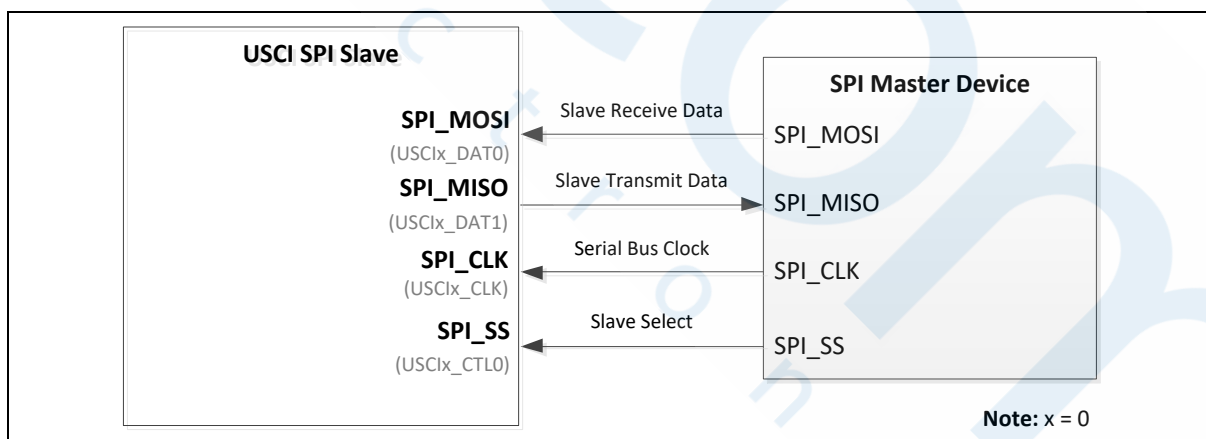 USCI SPI Slave
SPI Master Device
SPI_MOSI
(USCIx_DAT0)
Slave Receive Data
SPI_MOSI
SPI_MISO
(USCIx_DAT1)
Slave Transmit Data
SPI_MISO
SPI_CLK
(USCIx_CLK)
Serial Bus Clock
SPI_CLK
SPI_SS
(USCIx_CTL0)
Slave Select
SPI_SS
Note: x = 0